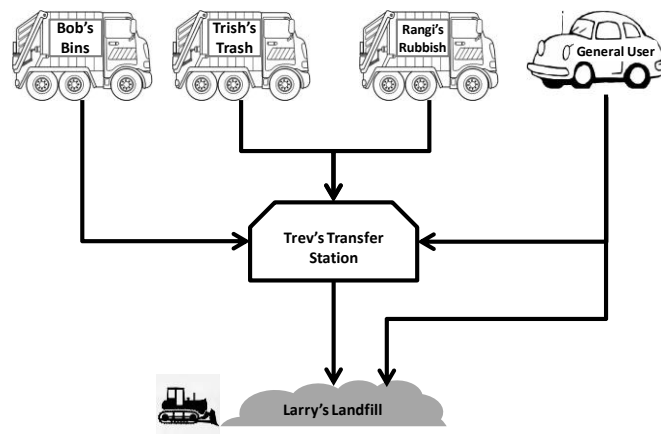 Bob's
Bins
Trish's
Trash
Rangi's
Rubbish
General User
Trev's Transfer
Station
Larry's Landfill